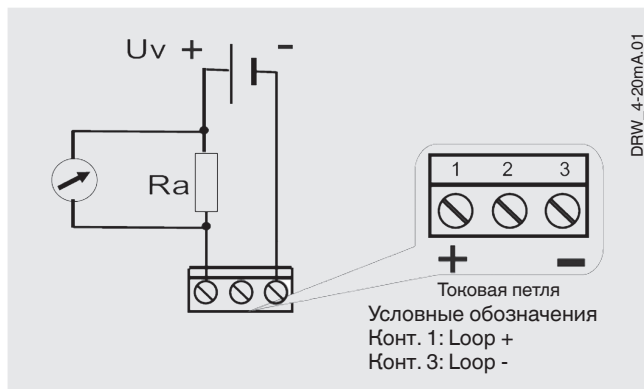 Uv + -
DRW_4-20mA.01
Ra
1 2 3
+ -
Токовая петля
Условные обозначения
Конт. 1: Loop +
Конт. 3: Loop -